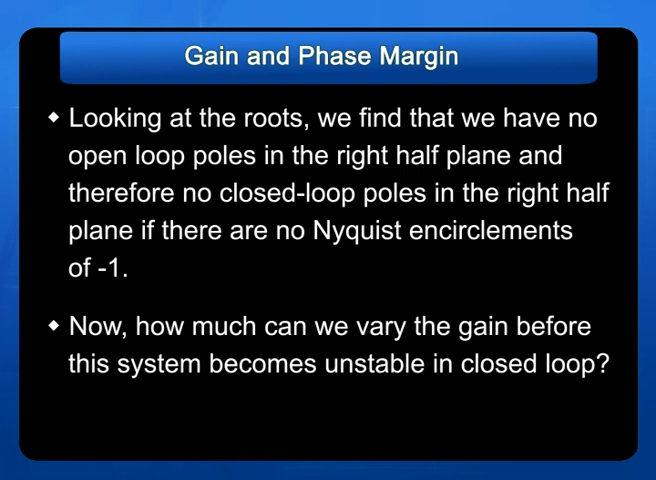 Gain and Phase Margin
Looking at the roots, we find that we have no
open loop poles in the right half plane and
therefore no closed-loop poles in the right half
plane if there are no Nyquist encirclements
of -1.
Now, how much can we vary the gain before
this system becomes unstable in closed loop?